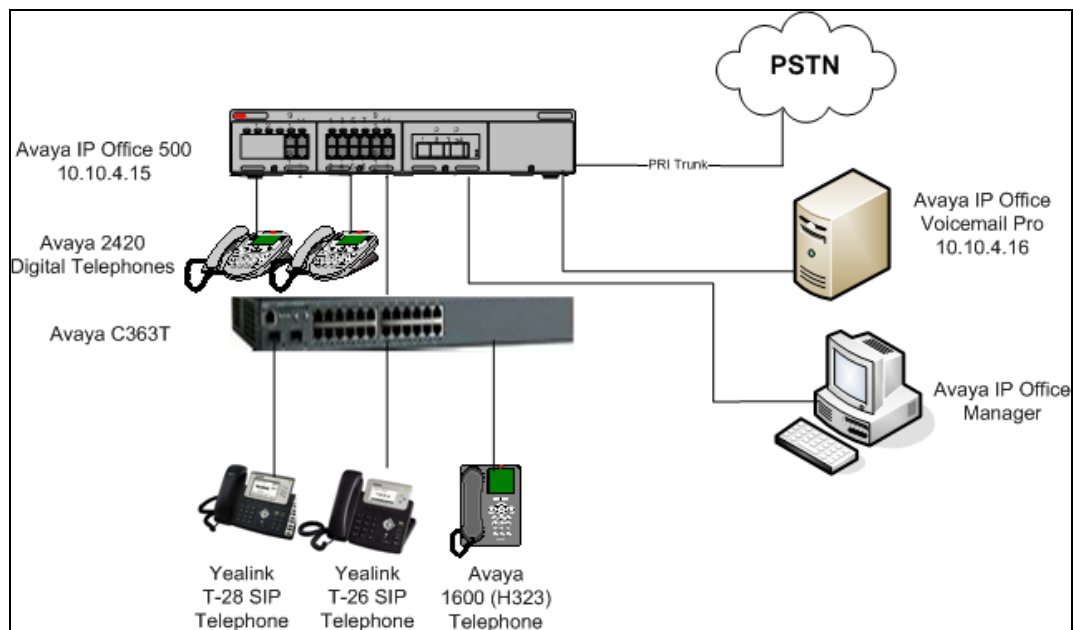 PSTN
Avaya IP Office 500
10.10.4.15
PRI Trunk
Avaya IP Office
Voicemail Pro
10.10.4.16
Avaya 2420
Digital Telephones
Avaya C363T
Avaya IP Office
Manager
Yealink
T-28 SIP
Telephone
Yealink
T-26 SIP
Telephone
Avaya
1600 (H323)
Telephone